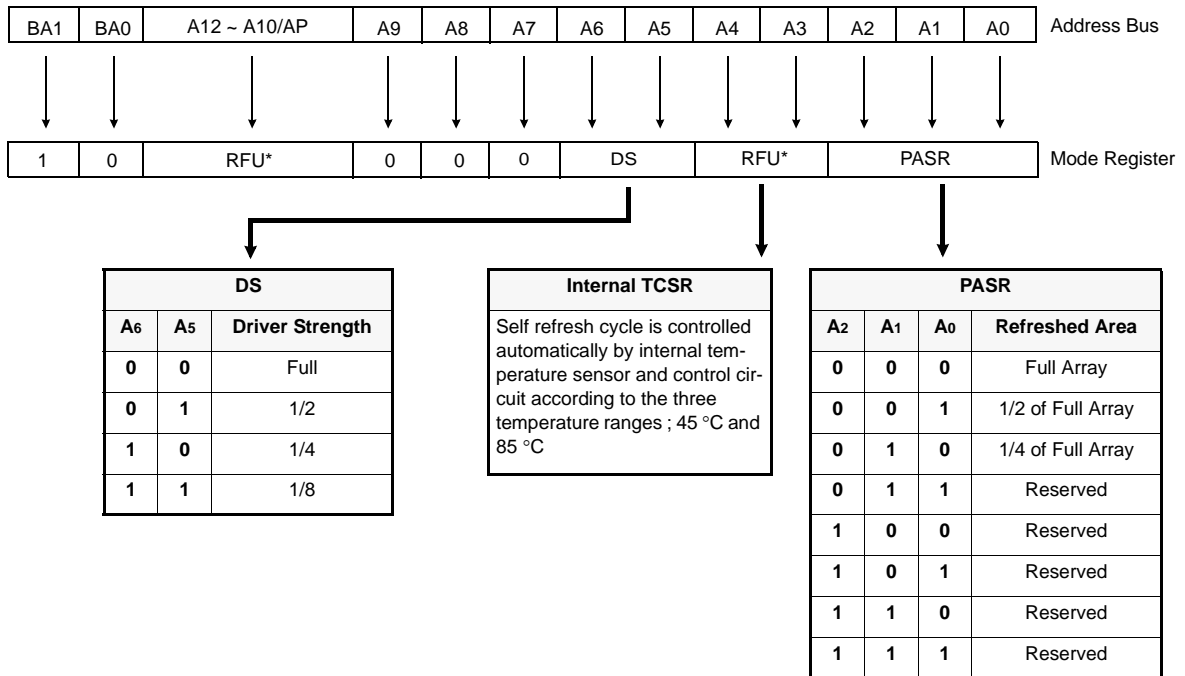 BA1 BA0 A12 ~ A10/AP A9 A8 A7 A6 A5 A4 A3 A2 A1 A0 Address Bus
1 0 RFU* 0 0 0 DS RFU* PASR Mode Register
DS
A6 A5 Driver Strength
0 0 Full
0 1 1/2
1 0 1/4
1 1 1/8
Internal TCSR
Self refresh cycle is controlled
automatically by internal tem-
perature sensor and control cir-
cuit according to the three
temperature ranges ; 45 °C and
85 °C
PASR
A2 A1 A0 Refreshed Area
0 0 0 Full Array
0 0 1 1/2 of Full Array
0 1 0 1/4 of Full Array
0 1 1 Reserved
1 0 0 Reserved
1 0 1 Reserved
1 1 0 Reserved
1 1 1 Reserved